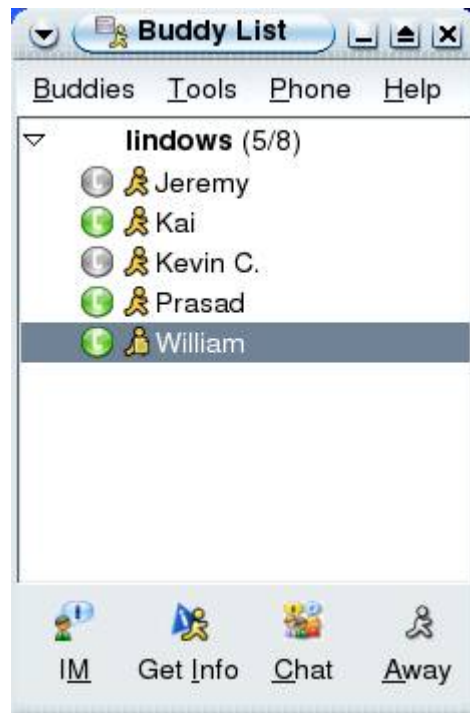 Buddy List
Buddies Tools Phone Help
lindows (5/8)
Jeremy
Kai
Kevin C.
Prasad
William
IM Get Info Chat Away